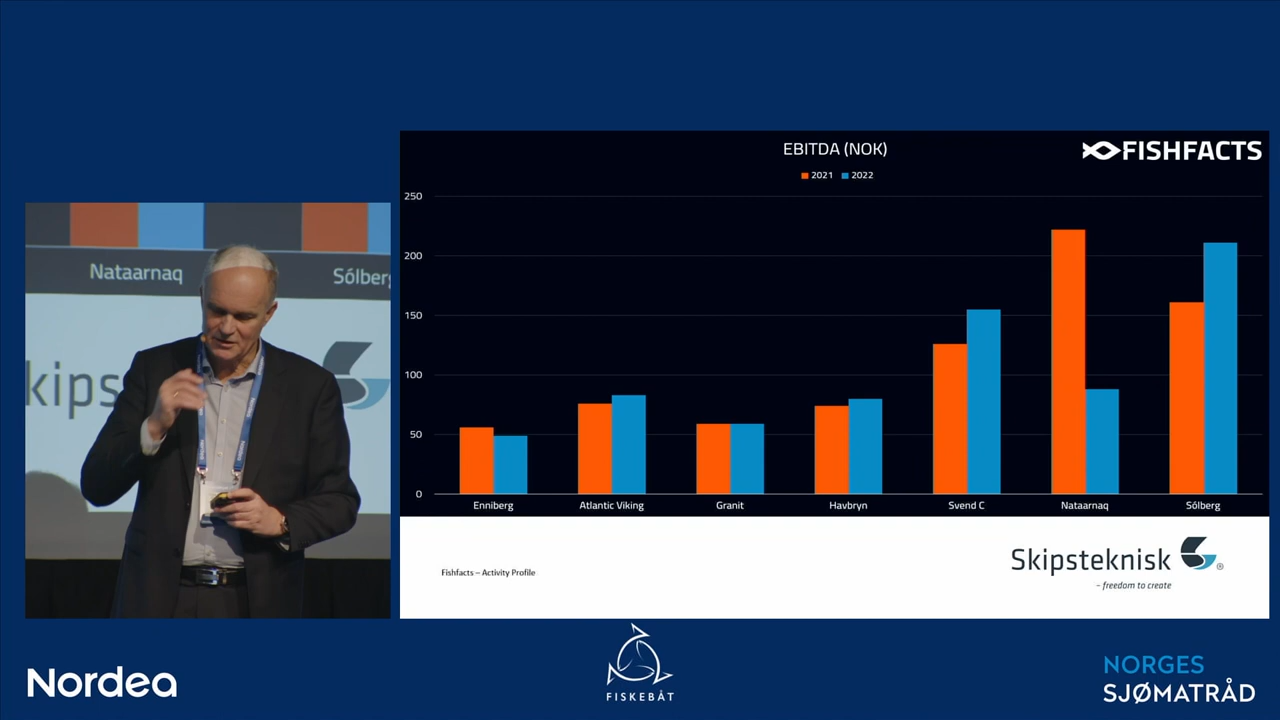 EBITDA (NOK)
FISHFACTS
2021 2022
250
200
150
100
50
0
Enniberg Atlantic Viking Granit Havbryn Svend C Nataarnaq Sólberg
Fishfacts – Activity Profile
Skipsteknisk ®
– freedom to create
Nataarnaq Sólberg
kips
Nordea
FISKEBÅT
NORGES
SJØMATRÅD